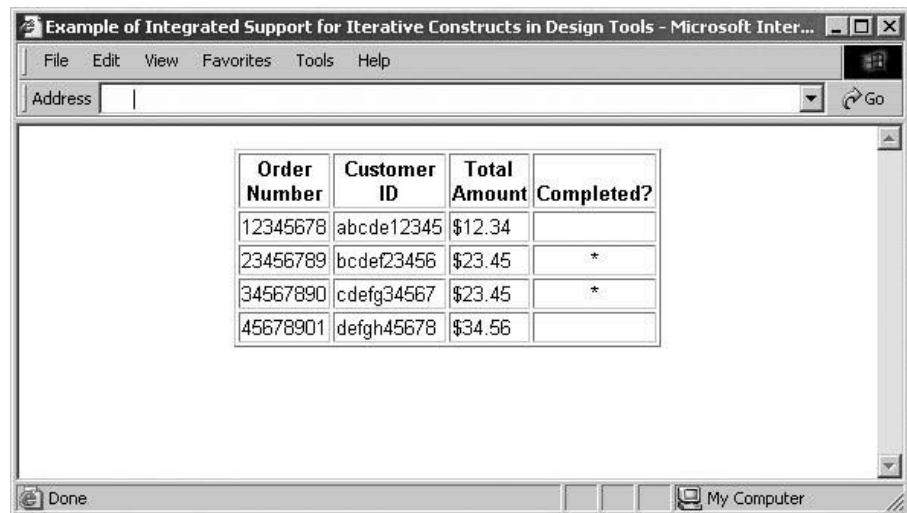 Example of Integrated Support for Iterative Constructs in Design Tools - Microsoft Inter...
File Edit View Favorites Tools Help
Address Go
Order Number Customer ID Total Amount Completed?
12345678 abcde12345 $12.34
23456789 bcdef23456 $23.45 *
34567890 cdefg34567 $23.45 *
45678901 defgh45678 $34.56
Done My Computer